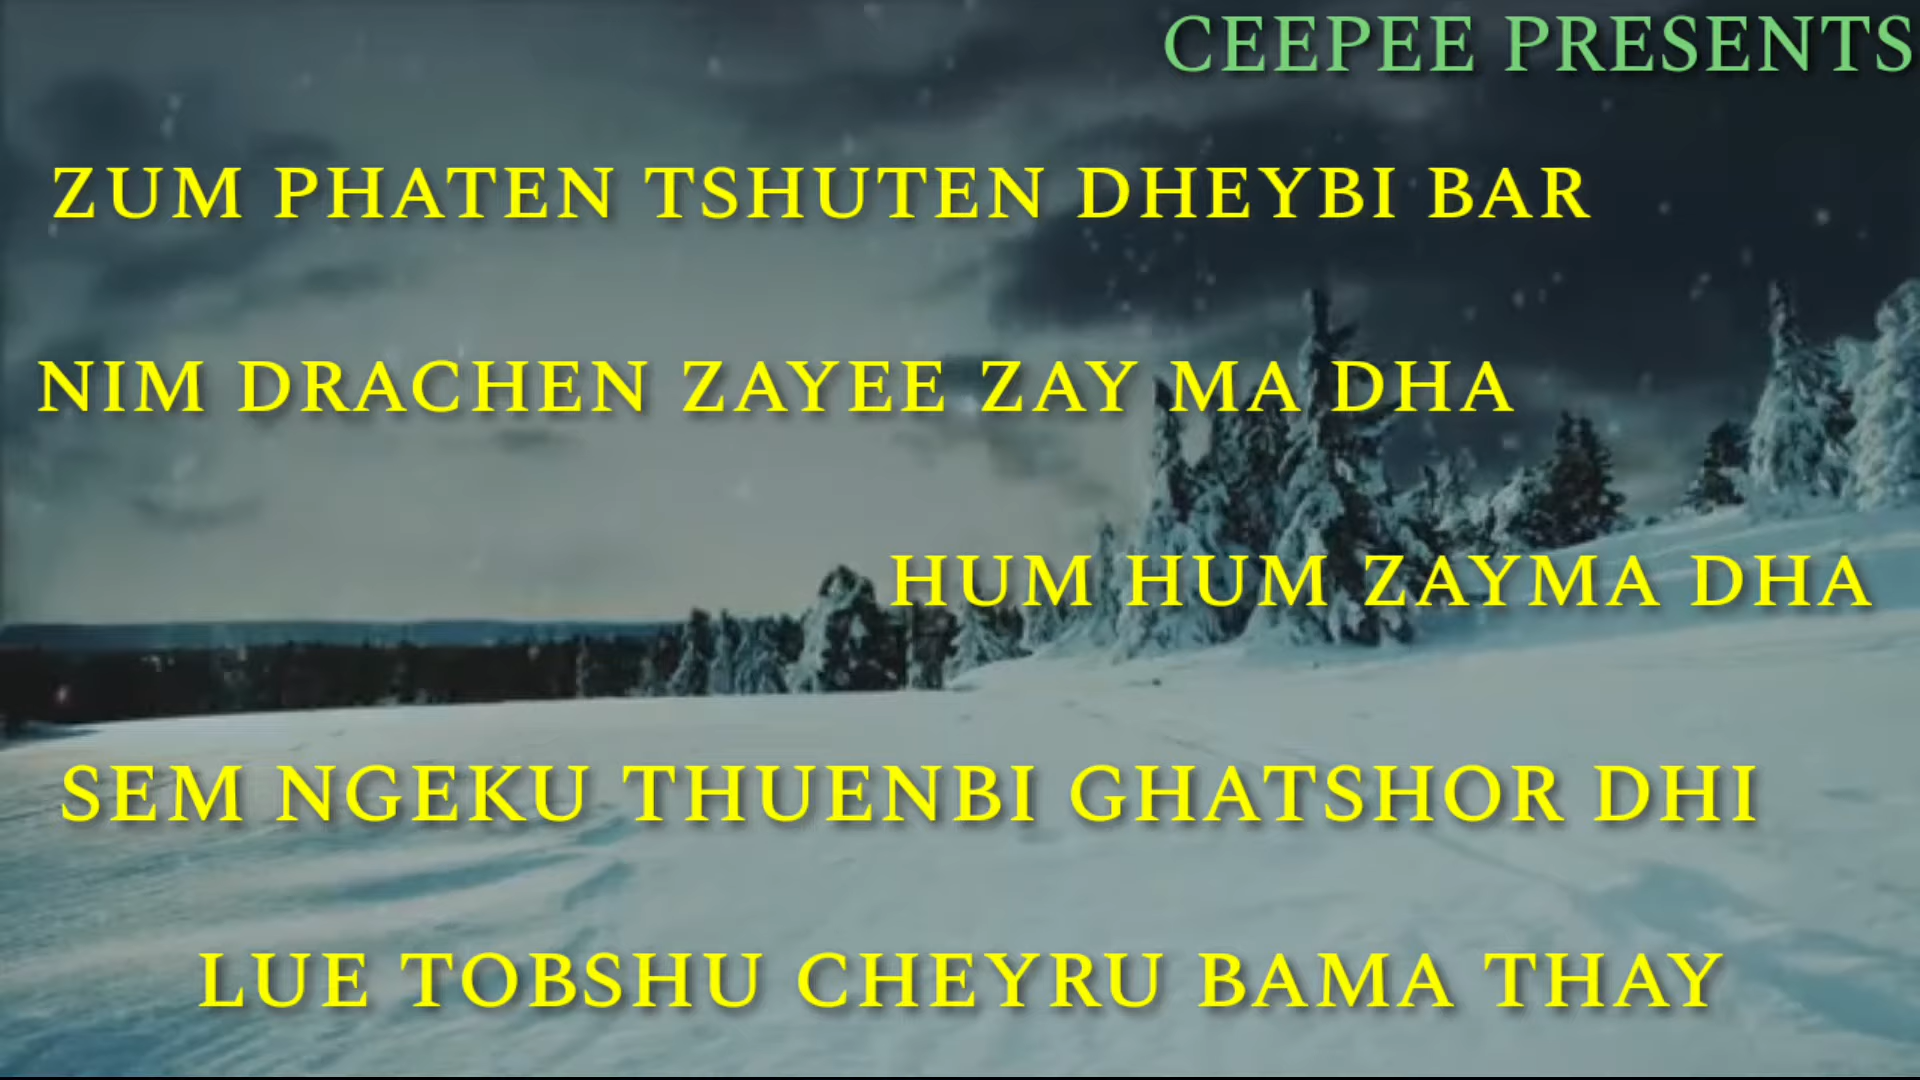 CEEPEE PRESENTS
ZUM PHATEN TSHUTEN DHEYBI BAR
NIM DRACHEN ZAYEE ZAY MA DHA
HUM HUM ZAYMA DHA
SEM NGEKU THUENBI GHATSHOR DHI
LUE TOBSHU CHEYRU BAMA THAY